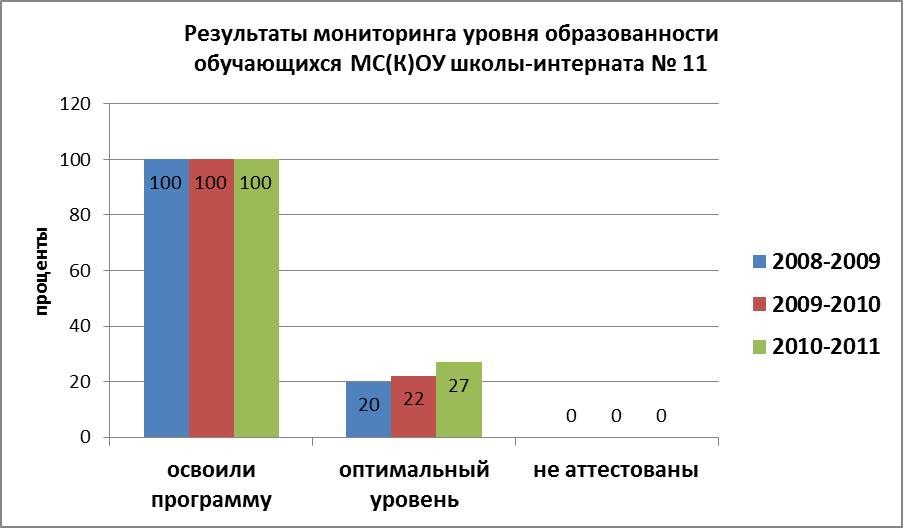 Результаты мониторинга уровня образованности
обучающихся МС(К)ОУ школы-интерната № 11
проценты
120
100
80
60
40
20
0
100 100 100
20 22 27
0 0 0
освоили
программу
оптимальный
уровень
не аттестованы
2008-2009
2009-2010
2010-2011